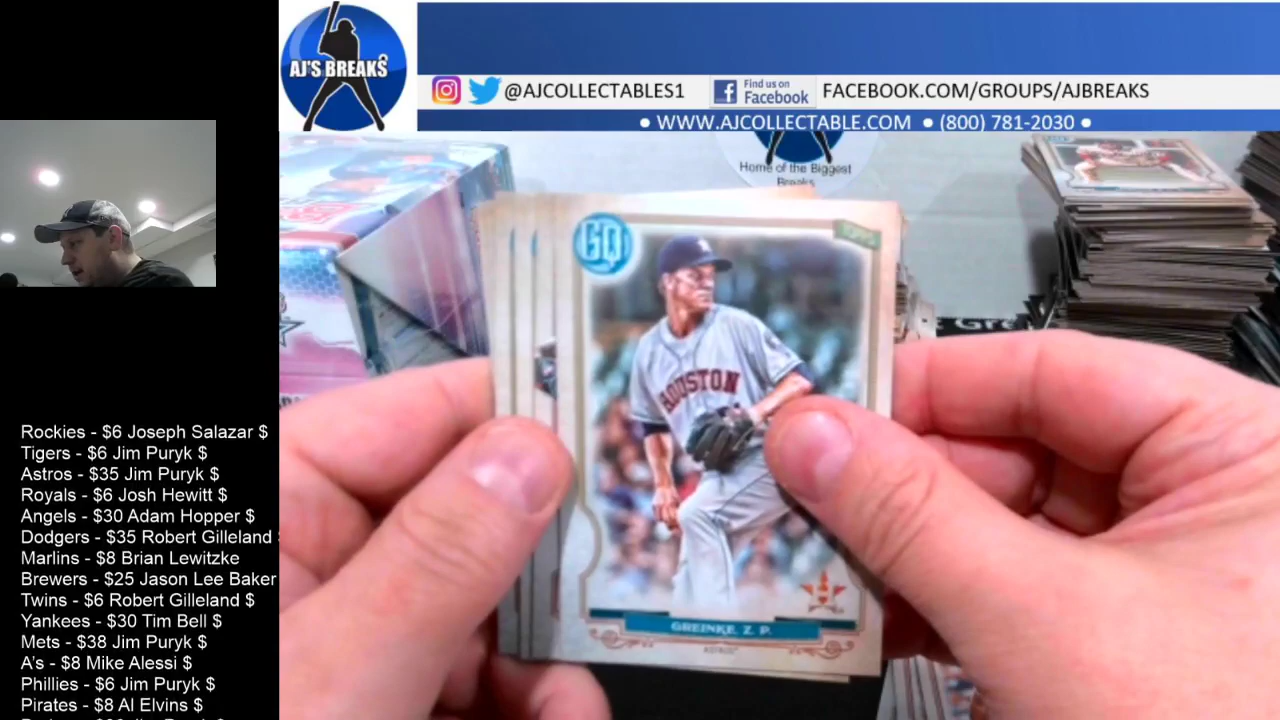 AJ'S BREAKS
@AJCOLLECTABLES1
Find us on
Facebook
FACEBOOK.COM/GROUPS/AJBREAKS
• WWW.AJCOLLECTABLE.COM • (800) 781-2030 •
Home of the Biggest
Breaks
GQ
TOPPS
HOUSTON
GREINKE, Z. P.
ASTROS
Rockies - $6 Joseph Salazar $
Tigers - $6 Jim Puryk $
Astros - $35 Jim Puryk $
Royals - $6 Josh Hewitt $
Angels - $30 Adam Hopper $
Dodgers - $35 Robert Gilleland
Marlins - $8 Brian Lewitzke
Brewers - $25 Jason Lee Baker
Twins - $6 Robert Gilleland $
Yankees - $30 Tim Bell $
Mets - $38 Jim Puryk $
A's - $8 Mike Alessi $
Phillies - $6 Jim Puryk $
Pirates - $8 Al Elvins $